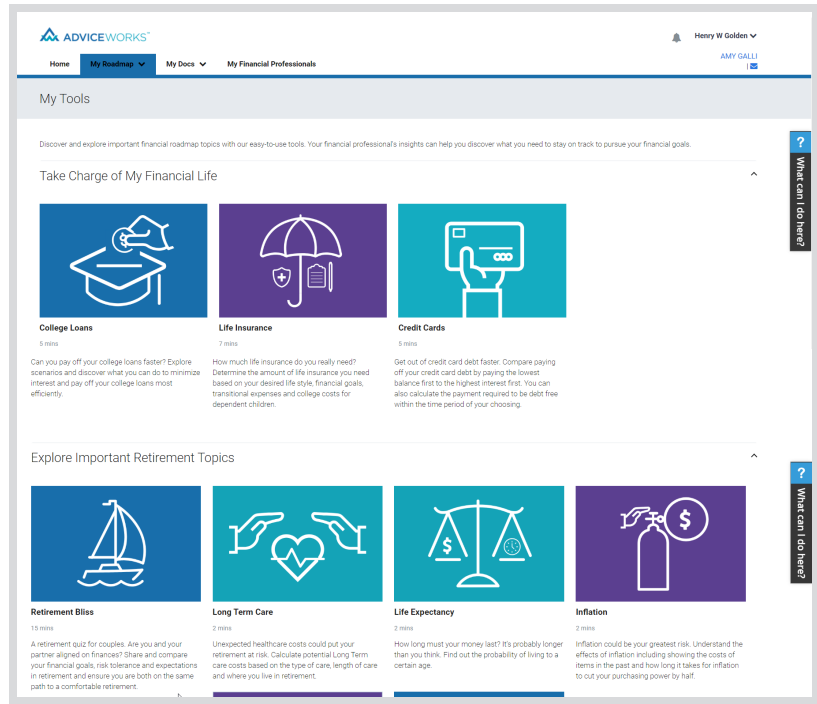 ADVICEWORKS™
Henry W Golden
Home
My Roadmap
My Docs
My Financial Professionals
AMY GALLI
|
My Tools
Discover and explore important financial roadmap topics with our easy-to-use tools. Your financial professional's insights can help you discover what you need to stay on track to pursue your financial goals.
?
What can I do here?
Take Charge of My Financial Life
$
College Loans
5 mins
Can you pay off your college loans faster? Explore
scenarios and discover what you can do to minimize
interest and pay off your college loans most
efficiently.
Life Insurance
7 mins
How much life insurance do you really need?
Determine the amount of life insurance you need
based on your desired life style, financial goals,
transitional expenses and college costs for
dependent children.
Credit Cards
5 mins
Get out of credit card debt faster. Compare paying
off your credit card debt by paying the lowest
balance first to the highest interest first. You can
also calculate the payment required to be debt free
within the time period of your choosing.
Explore Important Retirement Topics
?
What can I do here?
Retirement Bliss
15 mins
A retirement quiz for couples. Are you and your
partner aligned on finances? Share and compare
your financial goals, risk tolerance and expectations
in retirement and ensure you are both on the same
path to a comfortable retirement.
Long Term Care
2 mins
Unexpected healthcare costs could put your
retirement at risk. Calculate potential Long Term
care costs based on the type of care, length of care
and where you live in retirement.
$
Life Expectancy
2 mins
How long must your money last? It's probably longer
than you think. Find out the probability of living to a
certain age.
$
Inflation
2 mins
Inflation could be your greatest risk. Understand the
effects of inflation including showing the costs of
items in the past and how long it takes for inflation
to cut your purchasing power by half.